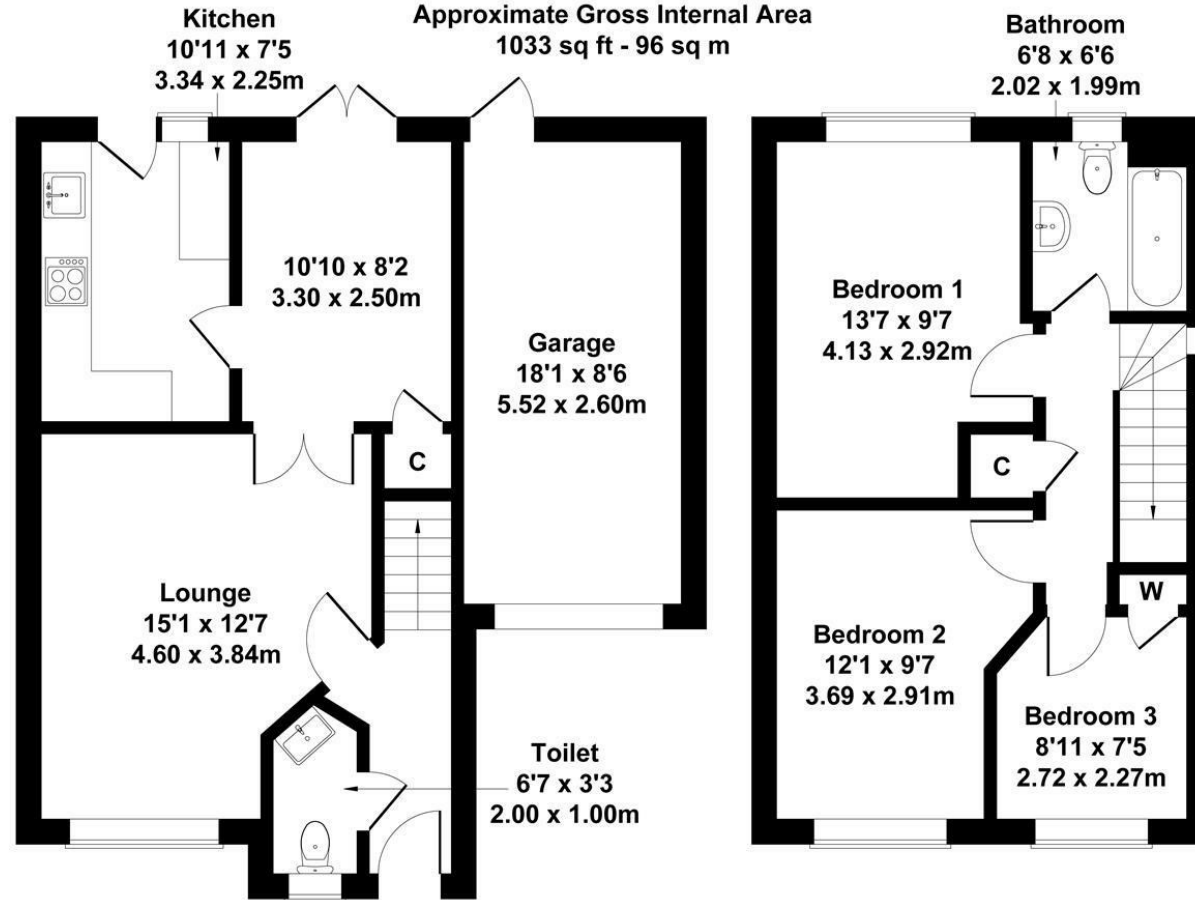 Approximate Gross Internal Area
1033 sq ft - 96 sq m
Kitchen
10'11 x 7'5
3.34 x 2.25m
10'10 x 8'2
3.30 x 2.50m
Garage
18'1 x 8'6
5.52 x 2.60m
C
Lounge
15'1 x 12'7
4.60 x 3.84m
Toilet
6'7 x 3'3
2.00 x 1.00m
Bathroom
6'8 x 6'6
2.02 x 1.99m
Bedroom 1
13'7 x 9'7
4.13 x 2.92m
C
W
Bedroom 2
12'1 x 9'7
3.69 x 2.91m
Bedroom 3
8'11 x 7'5
2.72 x 2.27m